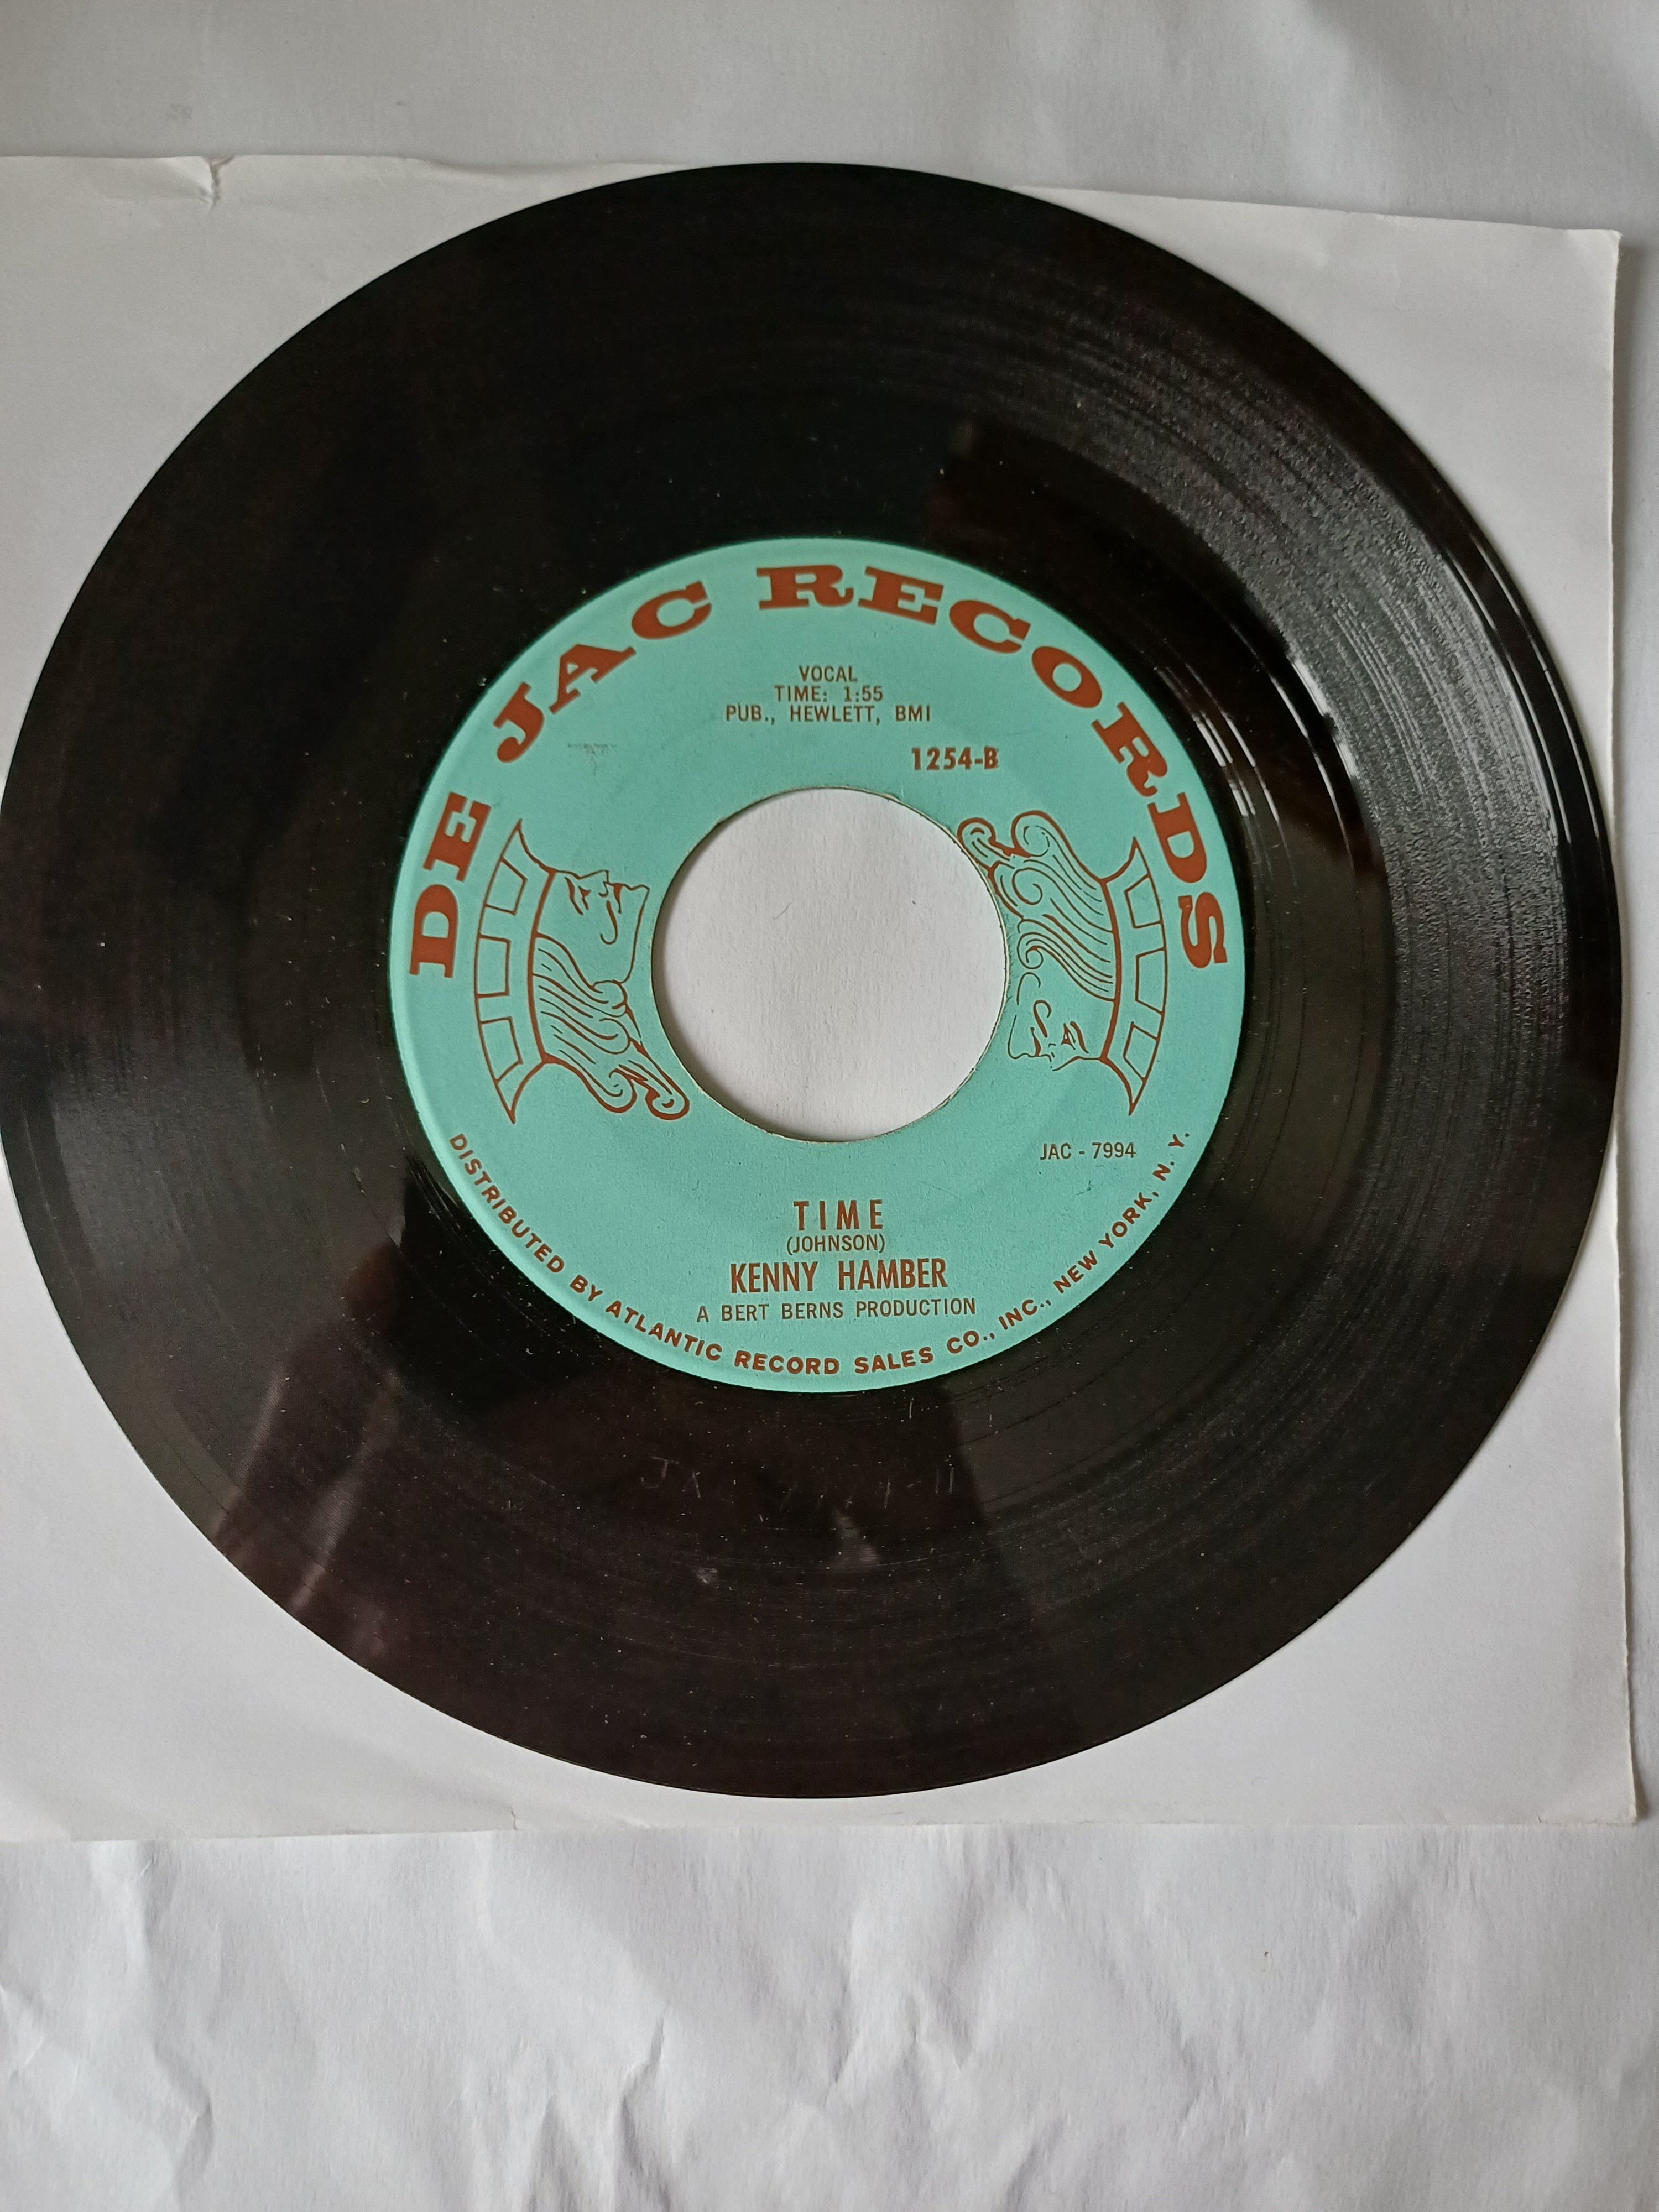 DE JAC RECORDS
VOCAL
TIME: 1:55
PUB., HEWLETT, BMI
1254-B
JAC - 7994
TIME
(JOHNSON)
KENNY HAMBER
A BERT BERNS PRODUCTION
DISTRIBUTED BY ATLANTIC RECORD SALES CO., INC., NEW YORK, N. Y.